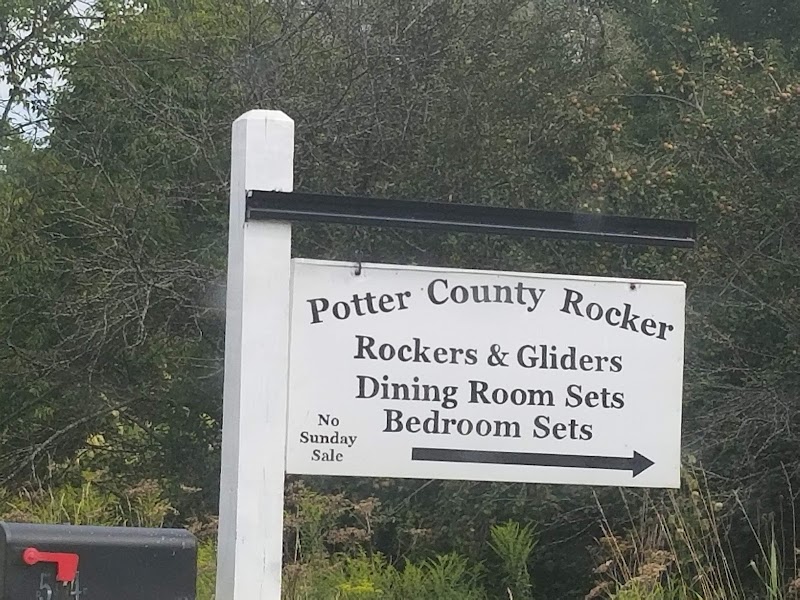 Potter County Rocker
Rockers & Gliders
Dining Room Sets
Bedroom Sets
No
Sunday
Sale